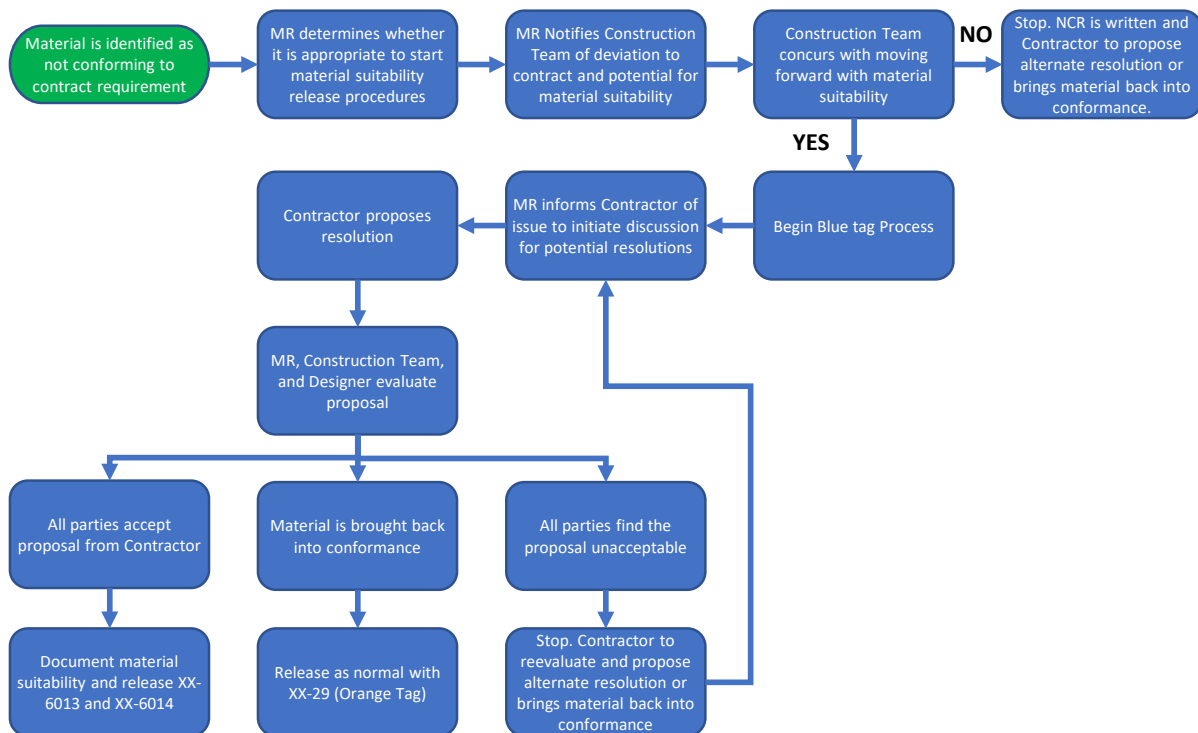 Material is identified as
not conforming to
contract requirement
MR determines whether
it is appropriate to start
material suitability
release procedures
MR Notifies Construction
Team of deviation to
contract and potential for
material suitability
Construction Team
concurs with moving
forward with material
suitability
NO
Stop. NCR is written and
Contractor to propose
alternate resolution or
brings material back into
conformance.
YES
Contractor proposes
resolution
MR informs Contractor of
issue to initiate discussion
for potential resolutions
Begin Blue tag Process
MR, Construction Team,
and Designer evaluate
proposal
All parties accept
proposal from Contractor
Material is brought back
into conformance
All parties find the
proposal unacceptable
Document material
suitability and release XX-
6013 and XX-6014
Release as normal with
XX-29 (Orange Tag)
Stop. Contractor to
reevaluate and propose
alternate resolution or
brings material back into
conformance